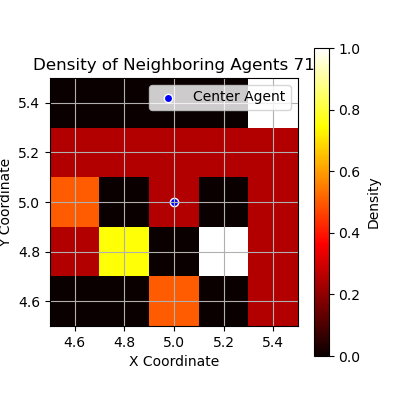 Density of Neighboring Agents 71
Center Agent
5.4
5.2
5.0
4.8
4.6
Y Coordinate
4.6 4.8 5.0 5.2 5.4
X Coordinate
1.0
0.8
0.6
0.4
0.2
0.0
Density